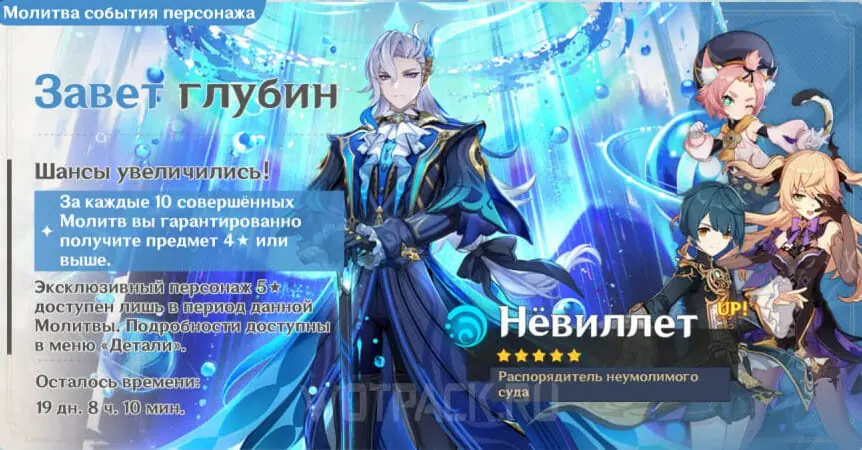 Молитва события персонажа
Завет глубин
Шансы увеличились!
За каждые 10 совершённых
Молитв вы гарантированно
получите предмет 4★ или
выше.
Эксклюзивный персонаж 5★
доступен лишь в период данной
Молитвы. Подробности доступны
в меню «Детали».
Осталось времени:
19 дн. 8 ч. 10 мин.
UP!
Нёвиллет
Распорядитель неумолимого
суда
WOTPACK.RU